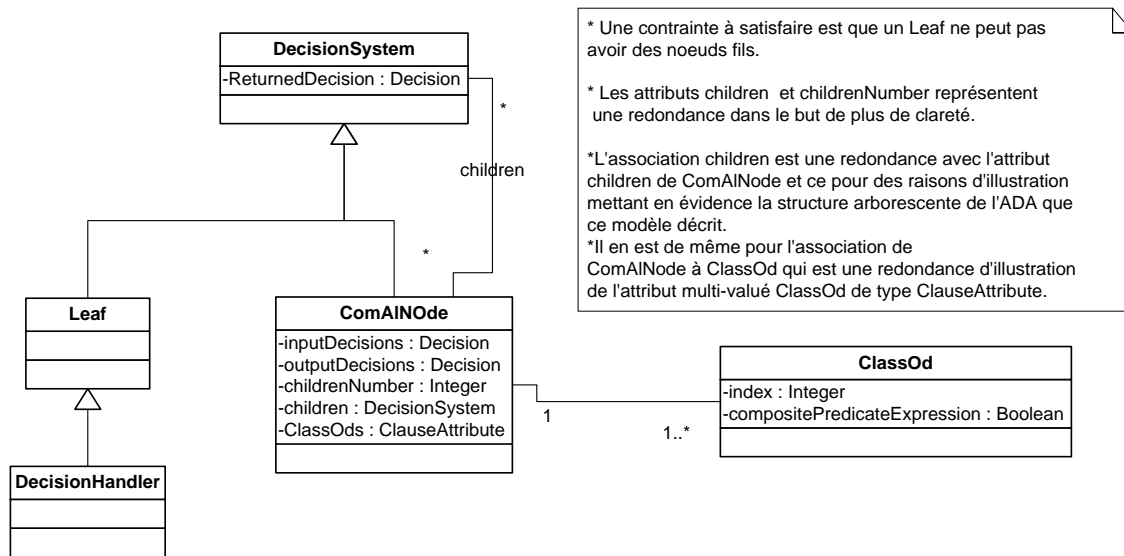 DecisionSystem
-ReturnedDecision : Decision
*
children
*
Leaf
ComAlNOde
-inputDecisions : Decision
-outputDecisions : Decision
-childrenNumber : Integer
-children : DecisionSystem
-ClassOds : ClauseAttribute
DecisionHandler
1
1..*
ClassOd
-index : Integer
-compositePredicateExpression : Boolean
* Une contrainte à satisfaire est que un Leaf ne peut pas
avoir des noeuds fils.
* Les attributs children et childrenNumber représentent
une redondance dans le but de plus de clareté.
*L'association children est une redondance avec l'attribut
children de ComAlNode et ce pour des raisons d'illustration
mettant en évidence la structure arborescente de l'ADA que
ce modèle décrit.
*Il en est de même pour l'association de
ComAlNode à ClassOd qui est une redondance d'illustration
de l'attribut multi-valué ClassOd de type ClauseAttribute.